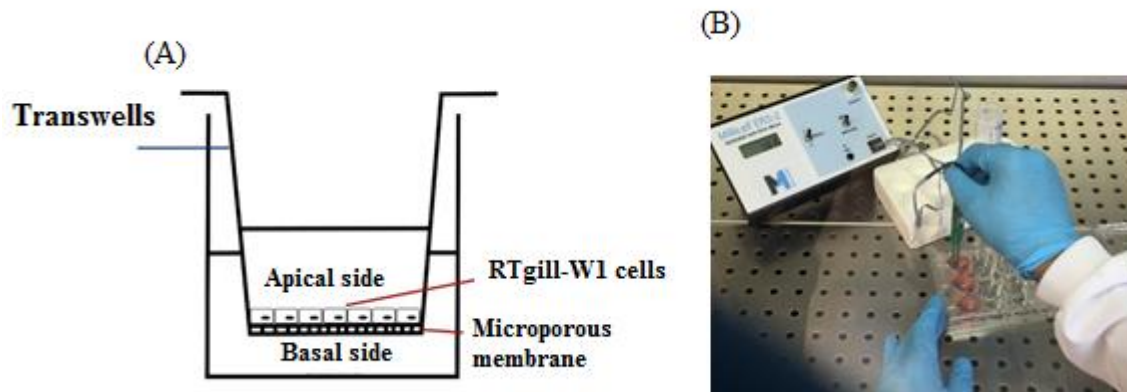 (A)
Transwells
Apical side
RTgill-W1 cells
Microporous
membrane
Basal side
(B)
Millicell ERS-2